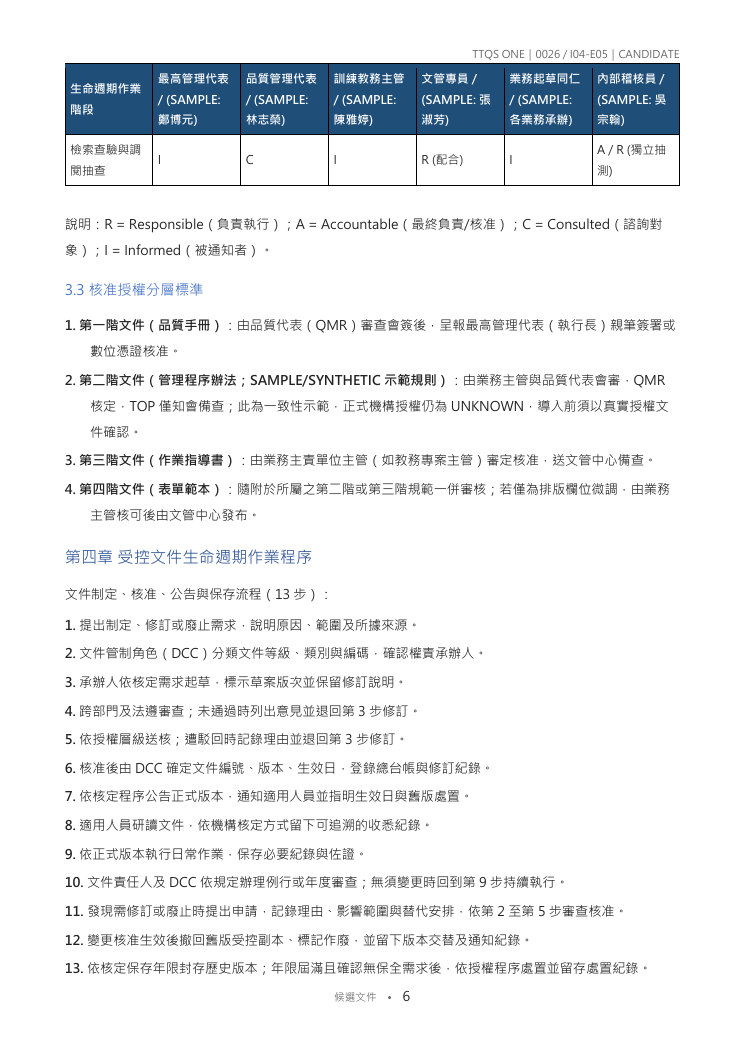 TTQS ONE | 0026 / I04-E05 | CANDIDATE
生命週期作業階段
最高管理代表 / (SAMPLE: 鄭博元)
品質管理代表 / (SAMPLE: 林志榮)
訓練教務主管 / (SAMPLE: 陳雅婷)
文管專員 / (SAMPLE: 張淑芳)
業務起草同仁 / (SAMPLE: 各業務承辦)
內部稽核員 / (SAMPLE: 吳宗翰)
檢索查驗與調閱抽查
I
C
I
R (配合)
I
A / R (獨立抽測)
說明：R = Responsible（負責執行）；A = Accountable（最終負責/核准）；C = Consulted（諮詢對
象）；I = Informed（被通知者）。
3.3 核准授權分層標準
1. 第一階文件（品質手冊）：由品質代表（QMR）審查會簽後，呈報最高管理代表（執行長）親筆簽署或
數位憑證核准。
2. 第二階文件（管理程序辦法；SAMPLE/SYNTHETIC 示範規則）：由業務主管與品質代表會審，QMR
核定，TOP 僅知會備查；此為一致性示範，正式機構授權仍為 UNKNOWN，導入前須以真實授權文
件確認。
3. 第三階文件（作業指導書）：由業務主責單位主管（如教務專案主管）審定核准，送文管中心備查。
4. 第四階文件（表單範本）：隨附於所屬之第二階或第三階規範一併審核；若僅為排版欄位微調，由業務
主管核可後由文管中心發布。
第四章 受控文件生命週期作業程序
文件制定、核准、公告與保存流程（13 步）：
1. 提出制定、修訂或廢止需求，說明原因、範圍及所據來源。
2. 文件管制角色（DCC）分類文件等級、類別與編碼，確認權責承辦人。
3. 承辦人依核定需求起草，標示草案版次並保留修訂說明。
4. 跨部門及法遵審查；未通過時列出意見並退回第 3 步修訂。
5. 依授權層級送核；遭駁回時記錄理由並退回第 3 步修訂。
6. 核准後由 DCC 確定文件編號、版本、生效日，登錄總台帳與修訂紀錄。
7. 依核定程序公告正式版本，通知適用人員並指明生效日與舊版處置。
8. 適用人員研讀文件，依機構核定方式留下可追溯的收悉紀錄。
9. 依正式版本執行日常作業，保存必要紀錄與佐證。
10. 文件責任人及 DCC 依規定辦理例行或年度審查；無須變更時回到第 9 步持續執行。
11. 發現需修訂或廢止時提出申請，記錄理由、影響範圍與替代安排，依第 2 至第 5 步審查核准。
12. 變更核准生效後撤回舊版受控副本、標記作廢，並留下版本交替及通知紀錄。
13. 依核定保存年限封存歷史版本；年限屆滿且確認無保全需求後，依授權程序處置並留存處置紀錄。
候選文件 • 6